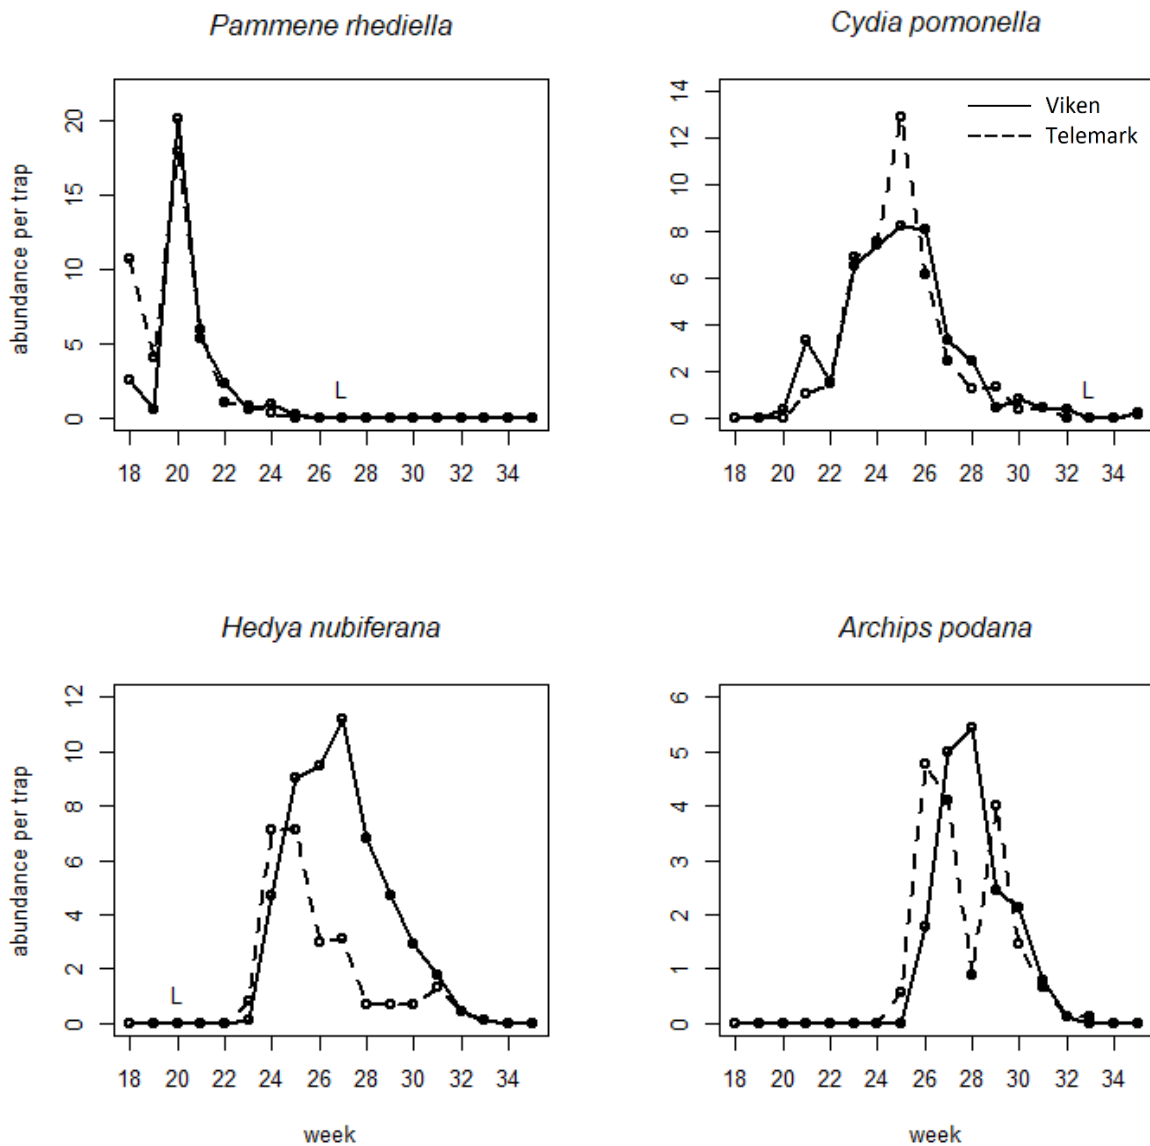 Pammene rhediella
Cydia pomonella
abundance per trap
0 5 10 15 20
L
18 20 22 24 26 28 30 32 34
0 2 4 6 8 10 12 14
Viken
Telemark
L
18 20 22 24 26 28 30 32 34
Hedya nubiferana
Archips podana
abundance per trap
0 2 4 6 8 10 12
L
18 20 22 24 26 28 30 32 34
week
0 1 2 3 4 5 6
18 20 22 24 26 28 30 32 34
week